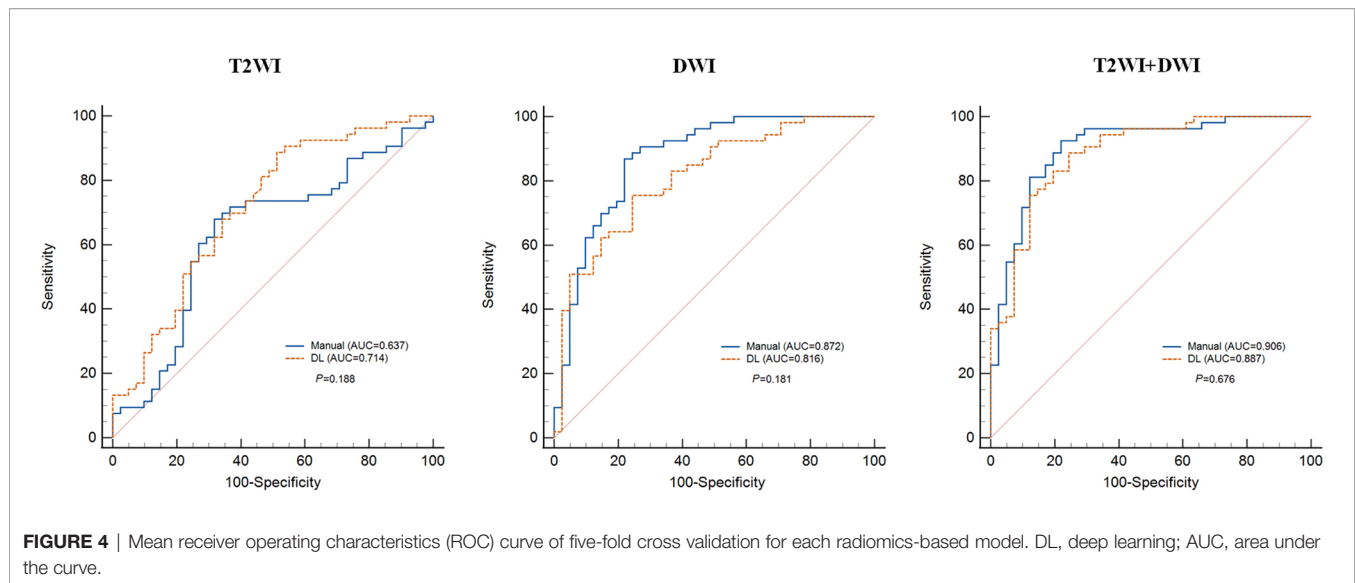 T2WI
DWI
T2WI+DWI
100
80
60
40
20
0
Sensitivity
Manual (AUC=0.637)
DL (AUC=0.714)
P=0.188
0 20 40 60 80 100
100-Specificity
100
80
60
40
20
0
Sensitivity
Manual (AUC=0.872)
DL (AUC=0.816)
P=0.181
0 20 40 60 80 100
100-Specificity
100
80
60
40
20
0
Sensitivity
Manual (AUC=0.906)
DL (AUC=0.887)
P=0.676
0 20 40 60 80 100
100-Specificity
FIGURE 4 | Mean receiver operating characteristics (ROC) curve of five-fold cross validation for each radiomics-based model. DL, deep learning; AUC, area under
the curve.